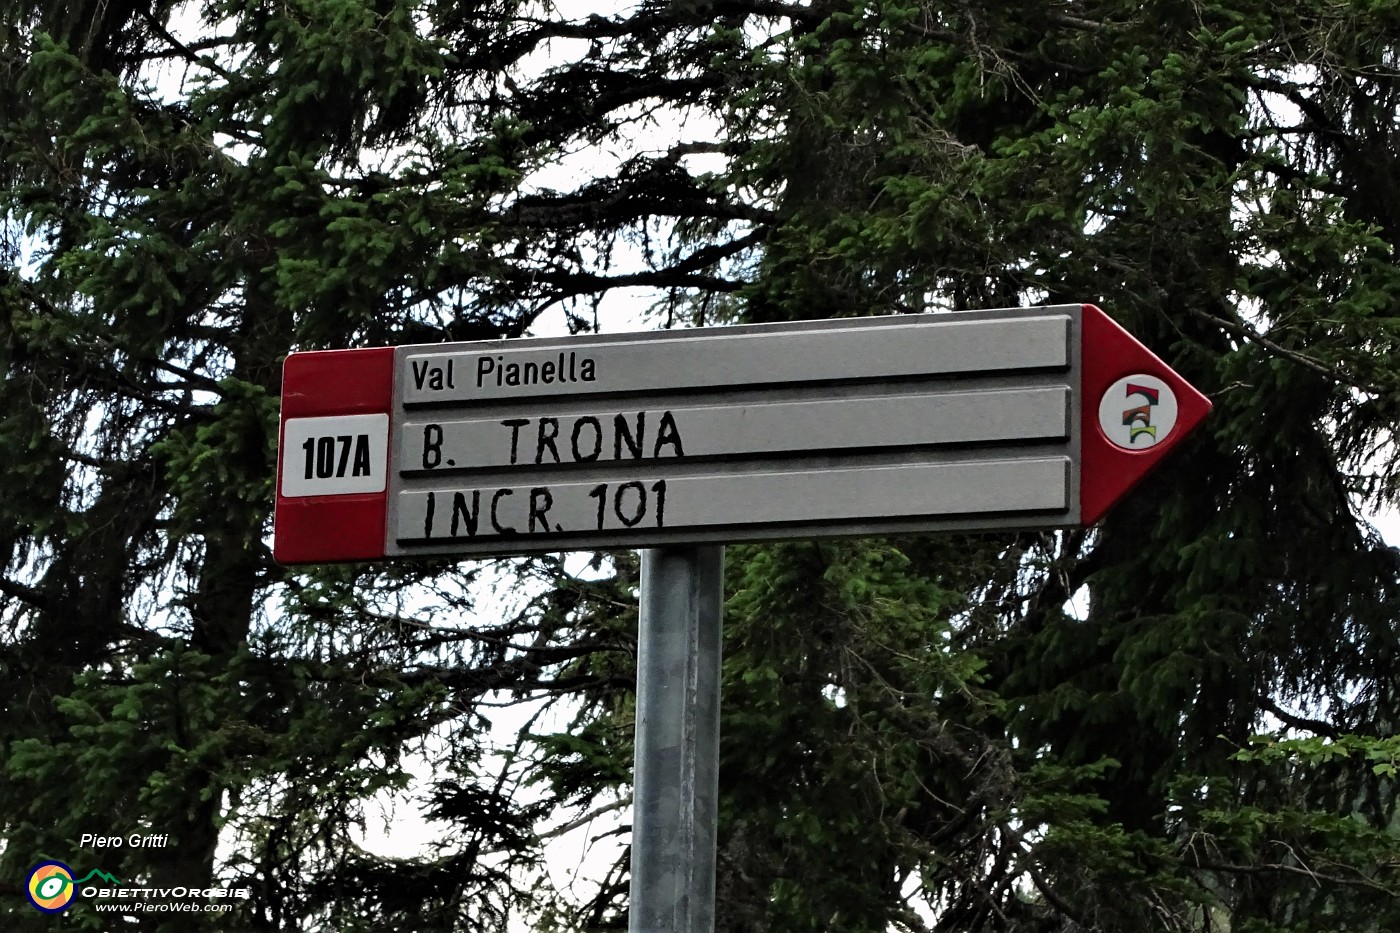 Val Pianella
107A
B. TRONA
INCR. 101
Piero Gritti
OBIETTIVOROBIE
www.PieroWeb.com